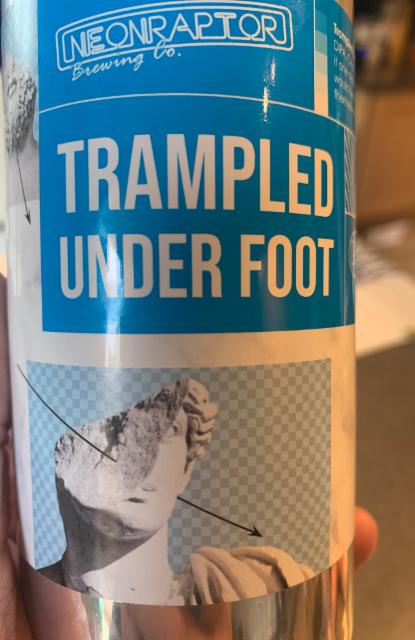 NEONRAPTOR
Brewing Co.
TRAMPLED
UNDER FOOT